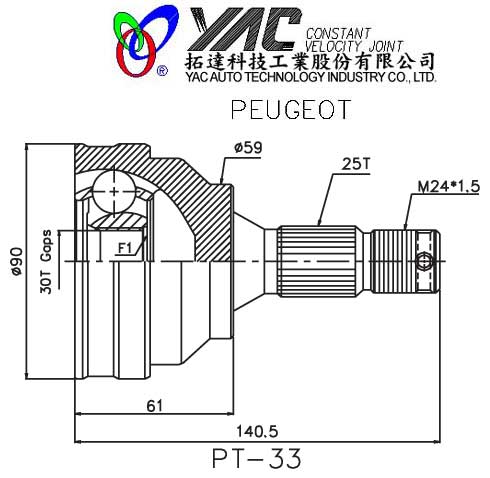 YAC CONSTANT
VELOCITY JOINT
®
拓達科技工業股份有限公司
YAC AUTO TECHNOLOGY INDUSTRY CO., LTD.
PEUGEOT
ø59
25T
M24*1.5
F1
ø90
30T Gaps
61
140.5
PT-33